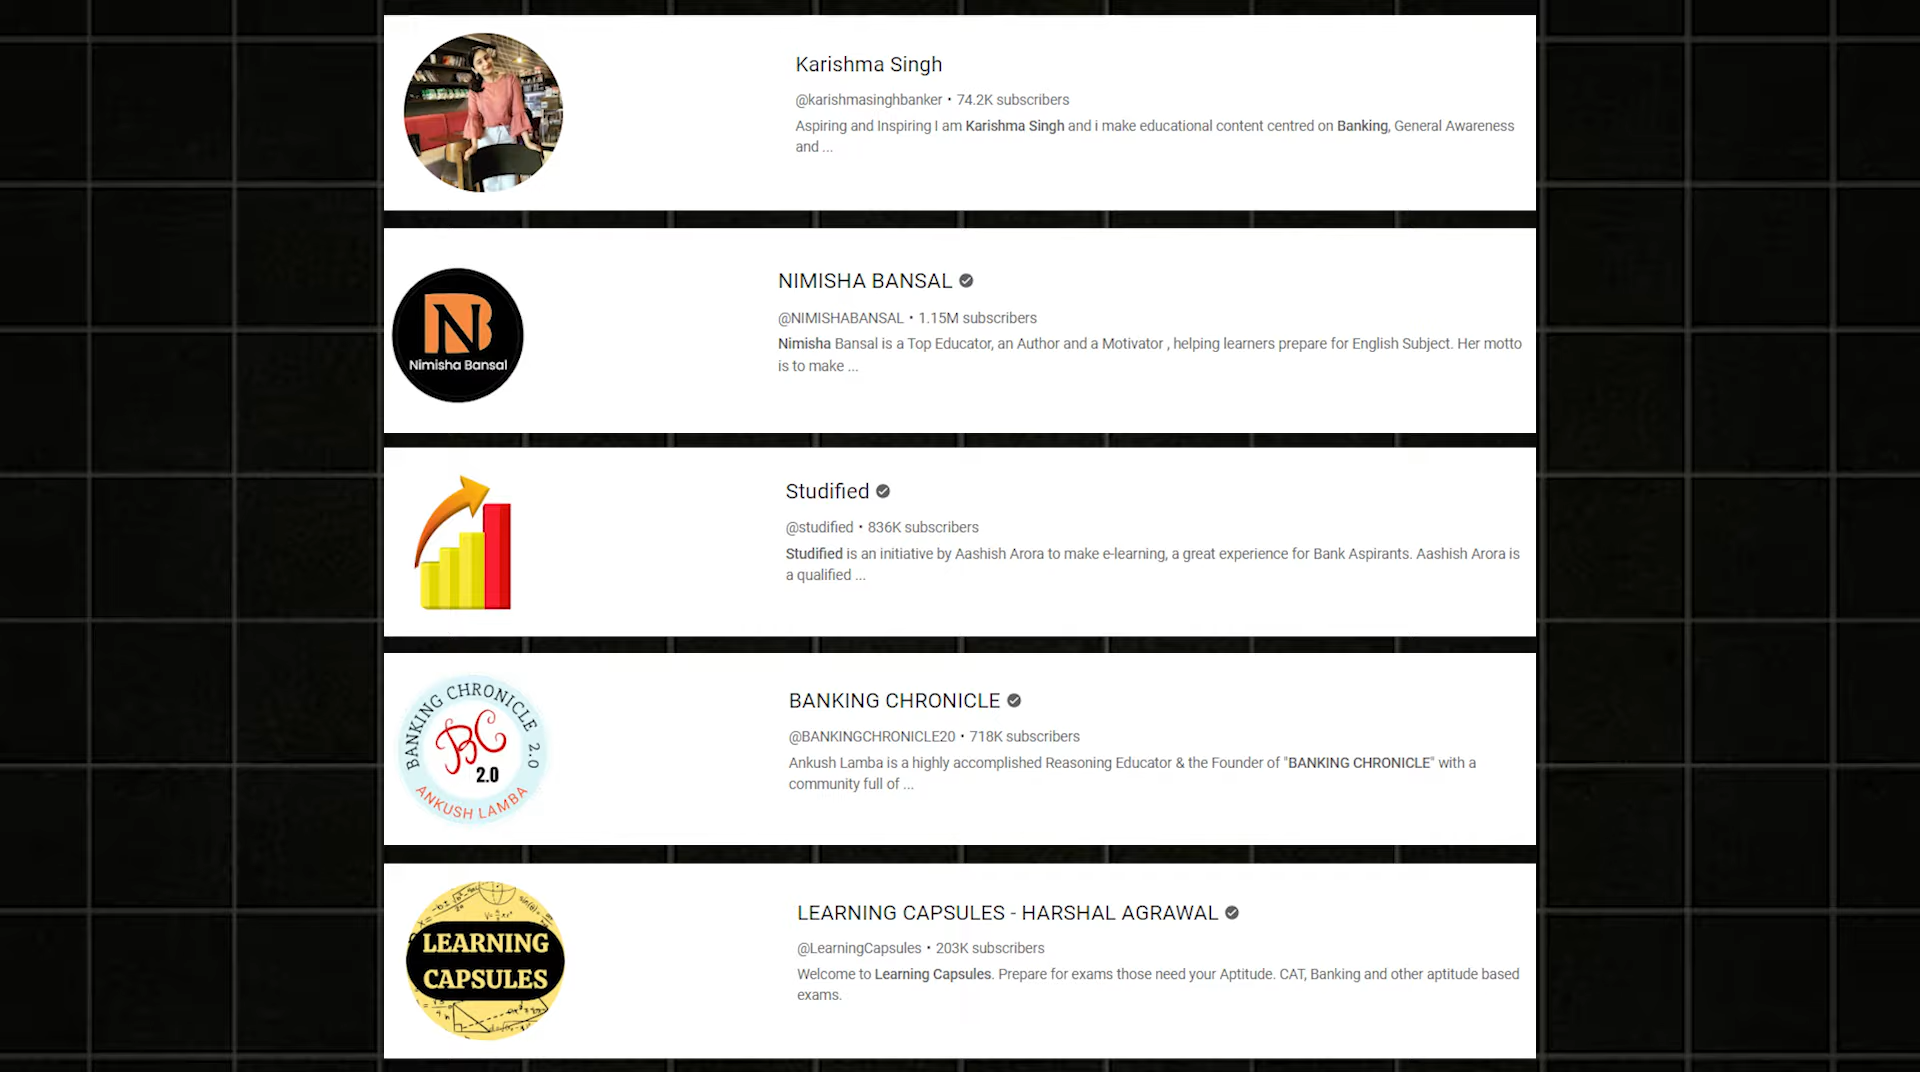 Karishma Singh
@karishmasinghbanker • 74.2K subscribers
Aspiring and Inspiring I am Karishma Singh and i make educational content centred on Banking, General Awareness
and ...
NIMISHA BANSAL
@NIMISHABANSAL • 1.15M subscribers
Nimisha Bansal is a Top Educator, an Author and a Motivator , helping learners prepare for English Subject. Her motto
is to make ...
NB
Nimisha Bansal
Studified
@studified • 836K subscribers
Studified is an initiative by Aashish Arora to make e-learning, a great experience for Bank Aspirants. Aashish Arora is
a qualified ...
BANKING CHRONICLE 2.0
BC
2.0
ANKUSH LAMBA
BANKING CHRONICLE
@BANKINGCHRONICLE20 • 718K subscribers
Ankush Lamba is a highly accomplished Reasoning Educator & the Founder of "BANKING CHRONICLE" with a
community full of ...
LEARNING
CAPSULES
LEARNING CAPSULES - HARSHAL AGRAWAL
@LearningCapsules • 203K subscribers
Welcome to Learning Capsules. Prepare for exams those need your Aptitude. CAT, Banking and other aptitude based
exams.